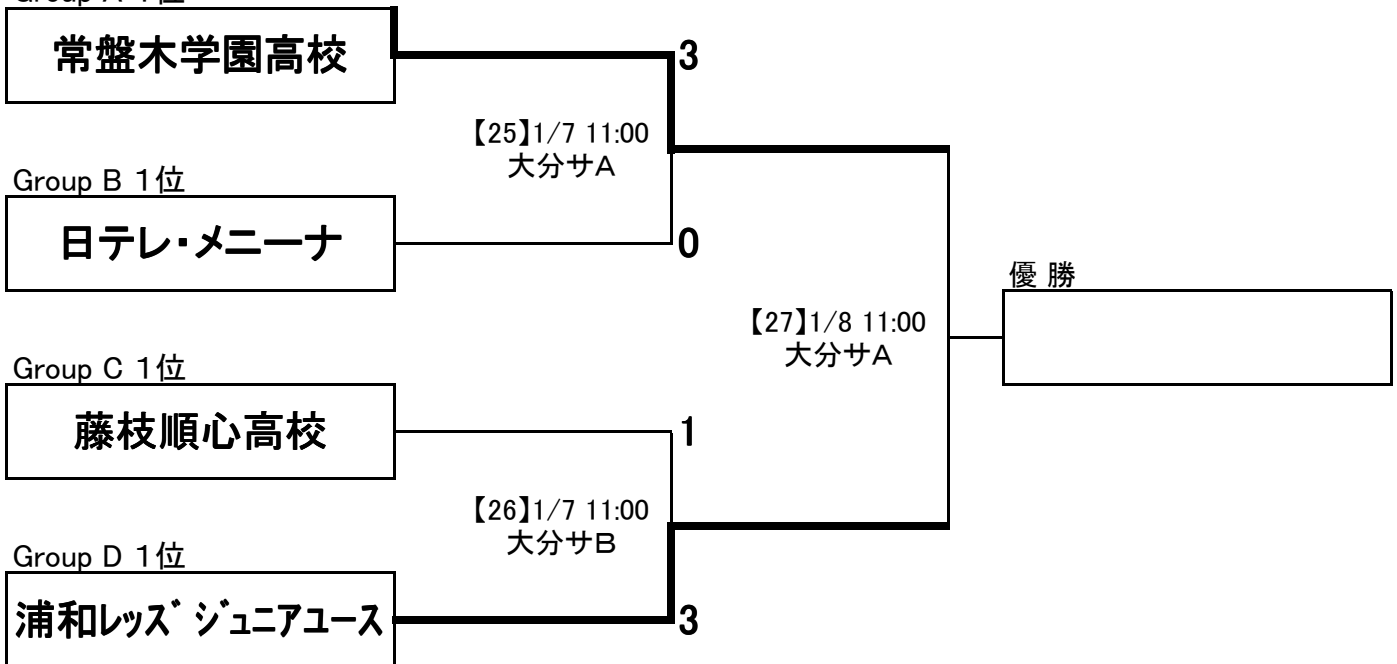 Group A 1位
常盤木学園高校
3
【25】1/7 11:00
大分サA
Group B 1位
日テレ・メニーナ
0
優 勝
【27】1/8 11:00
大分サA
Group C 1位
藤枝順心高校
1
【26】1/7 11:00
大分サB
Group D 1位
浦和レッズ ジュニアユース
3